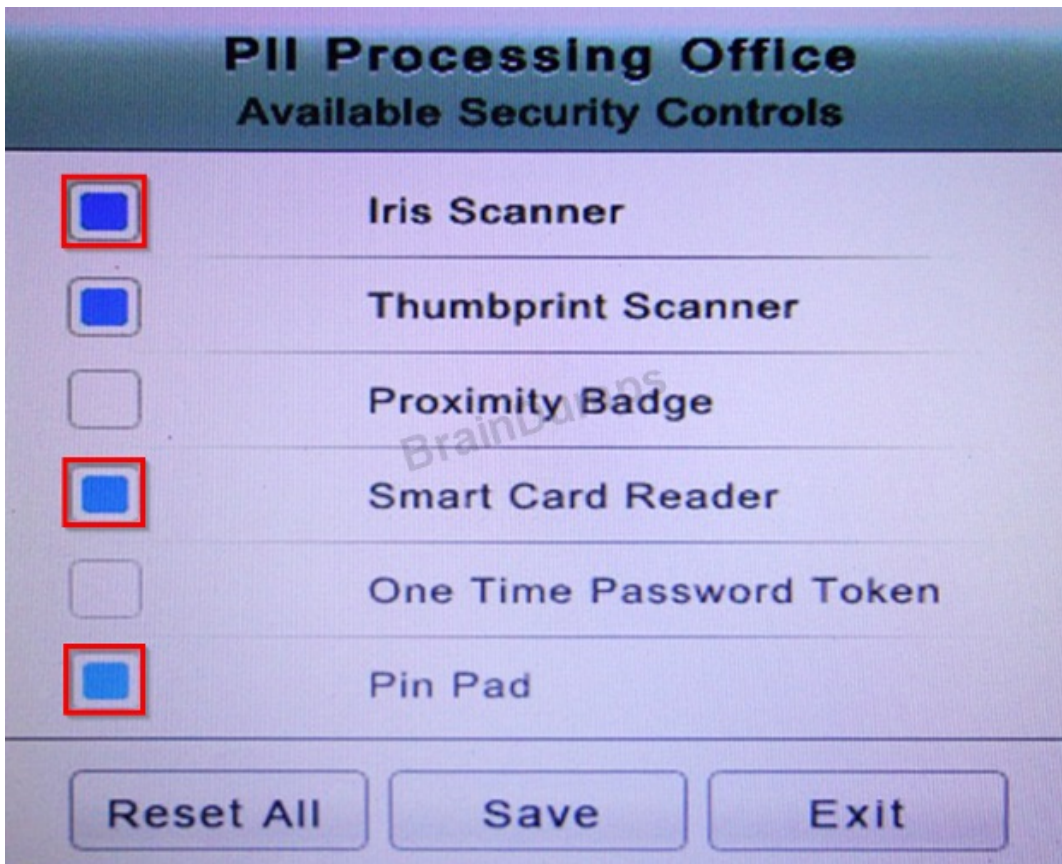 PII Processing Office
Available Security Controls
Iris Scanner
Thumbprint Scanner
Proximity Badge
BrainDumps
Smart Card Reader
One Time Password Token
Pin Pad
Reset All
Save
Exit